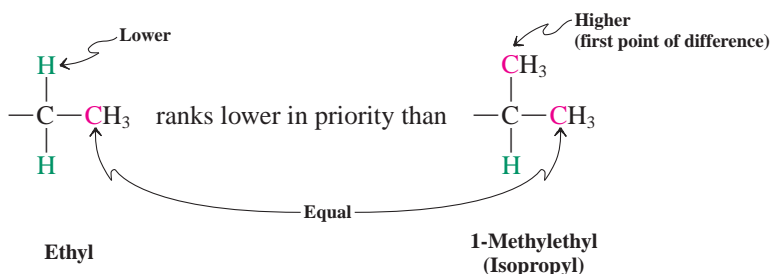 Lower
Higher
(first point of difference)
H
CH₃
C CH₃ ranks lower in priority than C CH₃
H
H
Equal
Ethyl
1-Methylethyl
(Isopropyl)